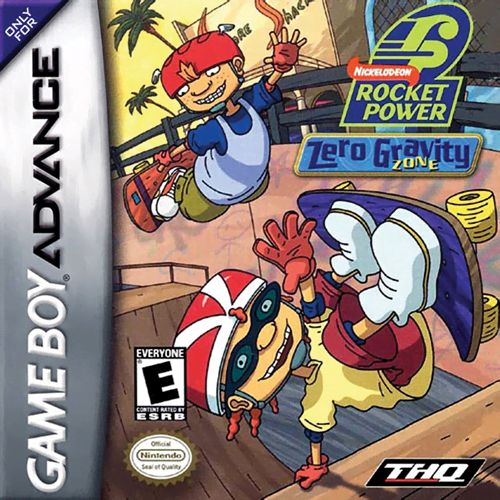 ONLY
FOR
GAME BOY ADVANCE
NICKELODEON
ROCKET
POWER
Zero Gravity
ZONE
EVERYONE
E
CONTENT RATED BY
ESRB
Official
Nintendo
Seal of Quality
THQ